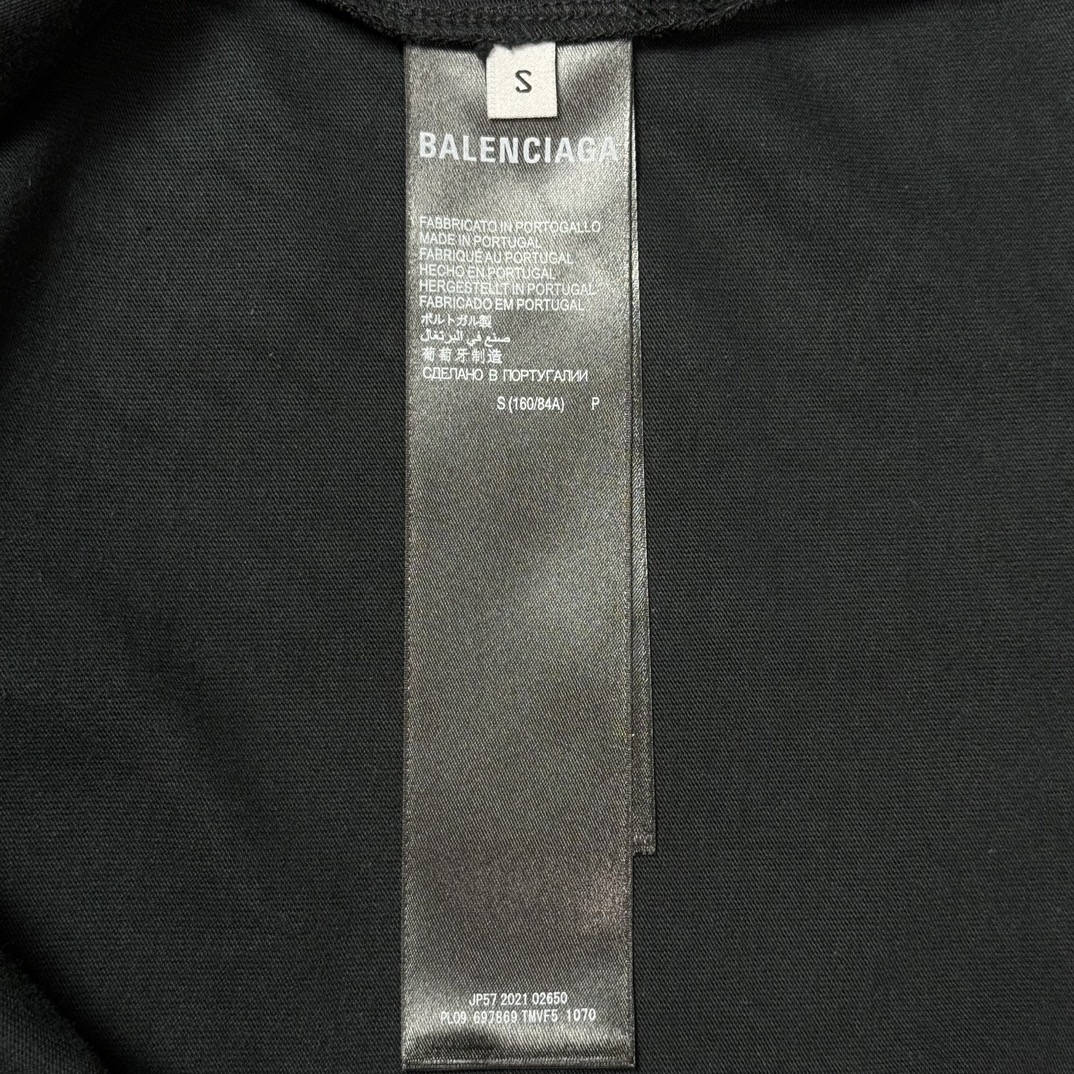 S
BALENCIAGA
FABBRICATO IN PORTOGALLO
MADE IN PORTUGAL
FABRIQUÉ AU PORTUGAL
HECHO EN PORTUGAL
HERGESTELLT IN PORTUGAL
FABRICADO EM PORTUGAL
ポルトガル製
صنع في البرتغال
葡萄牙制造
СДЕЛАНО В ПОРТУГАЛИИ
S (160/84A) P
JP57 2021 02650
PL09 697869 TMVF5 1070